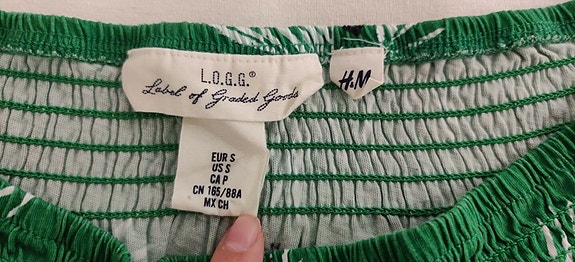 L.O.G.G.®
Label of Graded Goods
H&M
EUR S
US S
CA P
CN 165/88A
MX CH